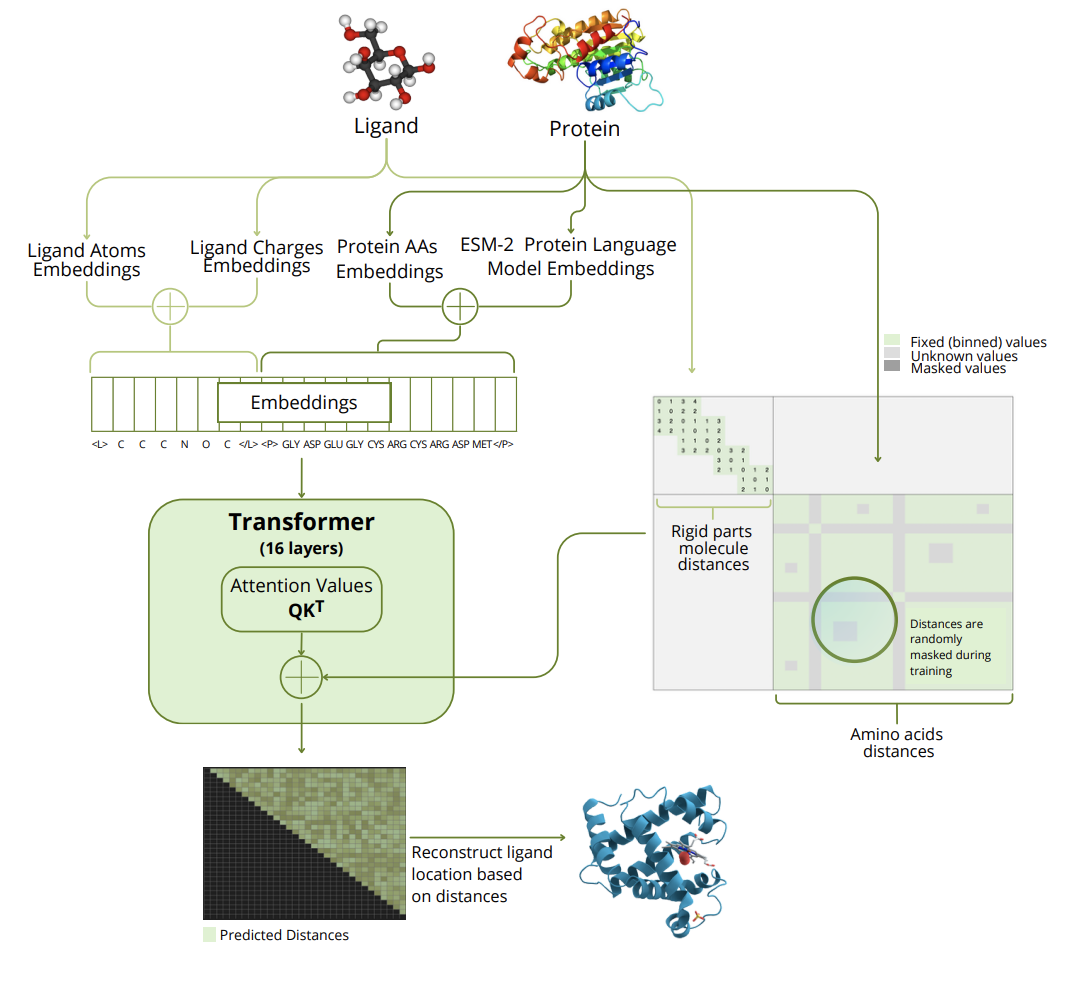 Ligand
Protein
Ligand Atoms
Embeddings
Ligand Charges
Embeddings
Protein AAs
Embeddings
ESM-2 Protein Language
Model Embeddings
Fixed (binned) values
Unknown values
Masked values
Embeddings
<L> C C C N O C </L> <P> GLY ASP GLU GLY CYS ARG CYS ARG ASP MET </P>
0 1 3 4
1 0 2 2
3 2 0 1 1 3
4 2 1 0 1 2
1 1 0 2
3 2 2 0 3 2
3 0 1
2 1 0 1 2
1 0 1
2 1 0
Rigid parts
molecule
distances
Transformer
(16 layers)
Attention Values
QKᵀ
Distances are
randomly
masked during
training
Amino acids
distances
Reconstruct ligand
location based
on distances
Predicted Distances